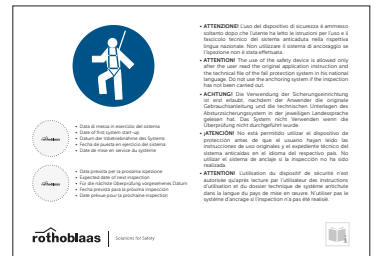 • ATTENZIONE! L'uso del dispositivo di sicurezza è ammesso
soltanto dopo che l'utente ha letto le istruzioni per l'uso e il
fascicolo tecnico del sistema anticaduta nella rispettiva
lingua nazionale. Non utilizzare il sistema di ancoraggio se
l'ispezione non è stata effettuata.
• ATTENTION! The use of the safety device is allowed only
after the user read the original application instruction and
the technical file of the fall protection system in his national
language. Do not use the anchoring system if the inspection
has not been carried out.
• ACHTUNG! Die Verwendung der Sicherungseinrichtung
ist erst erlaubt, nachdem der Anwender die originale
Gebrauchsanleitung und die technischen Unterlagen des
Absturzsicherungssystem in der jeweiligen Landessprache
gelesen hat. Das System nicht Verwenden wenn die
Überprüfung nicht durchgeführt wurde.
• ¡ATENCIÓN! No está permitido utilizar el dispositivo de
protección antes de que el usuario hayan leído las
instrucciones de uso originales y el expediente técnico del
sistema anticaídas en el idioma del respectivo país. No
utilizar el sistema de anclaje si la inspección no ha sido
realizada.
• ATTENTION! L'utilisation du dispositif de sécurité n'est
autorisée qu'après lecture par l'utilisateur des instructions
d'utilisation et du dossier technique de système antichute
dans la langue du pays de mise en œuvre. N'utiliser pas le
système d'ancrage si l'inspection n'a pas été réalisé.
rothoblaas
• Data di messa in esercizio del sistema
• Date of first system start-up
• Datum der Inbetriebnahme des Systems
• Fecha de puesta en ejercicio del sistema
• Date de mise en service du système
rothoblaas
• Data prevista per la prossima ispezione
• Expected date of next inspection
• Für die nächste Überprüfung vorgesehenes Datum
• Fecha prevista para la próxima inspección
• Date prévue pour la prochaine inspection
rothoblaas
Solutions for Safety